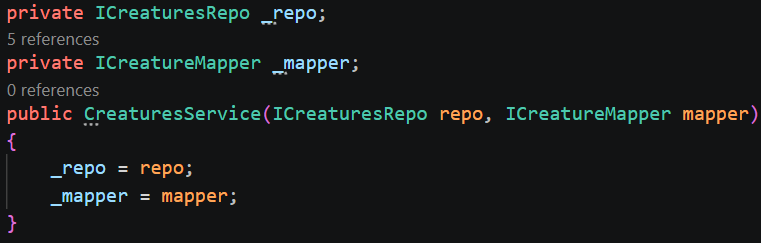 private ICreaturesRepo _repo;
5 references
private ICreatureMapper _mapper;
0 references
public CreaturesService(ICreaturesRepo repo, ICreatureMapper mapper)
{
    _repo = repo;
    _mapper = mapper;
}